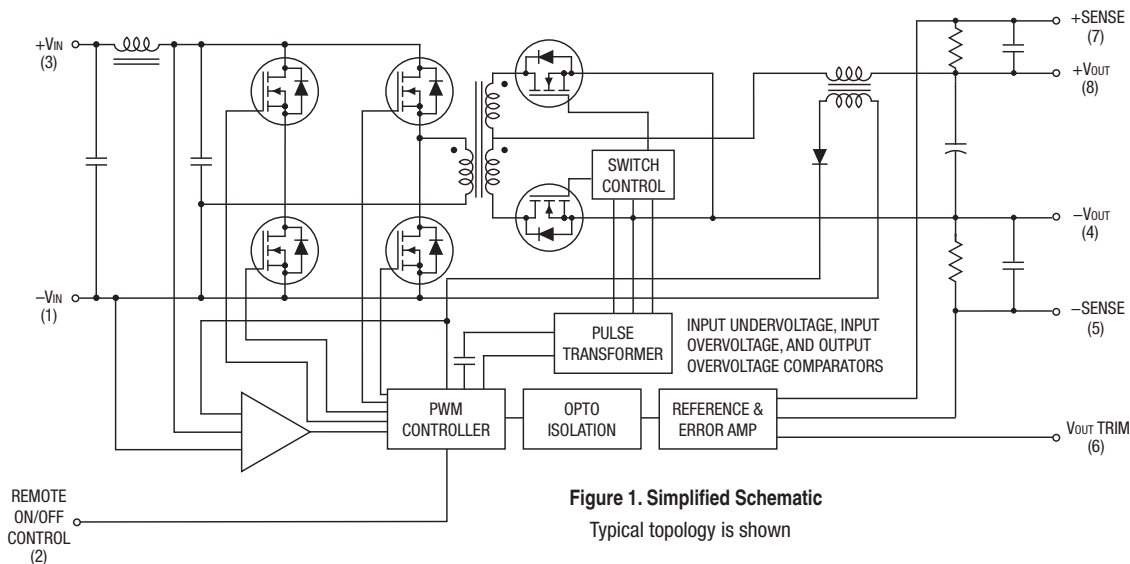 +SENSE
(7)
+VIN
(3)
+VOUT
(8)
SWITCH
CONTROL
−VOUT
(4)
−VIN
(1)
−SENSE
(5)
PULSE
TRANSFORMER
INPUT UNDERVOLTAGE, INPUT
OVERVOLTAGE, AND OUTPUT
OVERVOLTAGE COMPARATORS
PWM
CONTROLLER
OPTO
ISOLATION
REFERENCE &
ERROR AMP
VOUT TRIM
(6)
REMOTE
ON/OFF
CONTROL
(2)
Figure 1. Simplified Schematic
Typical topology is shown